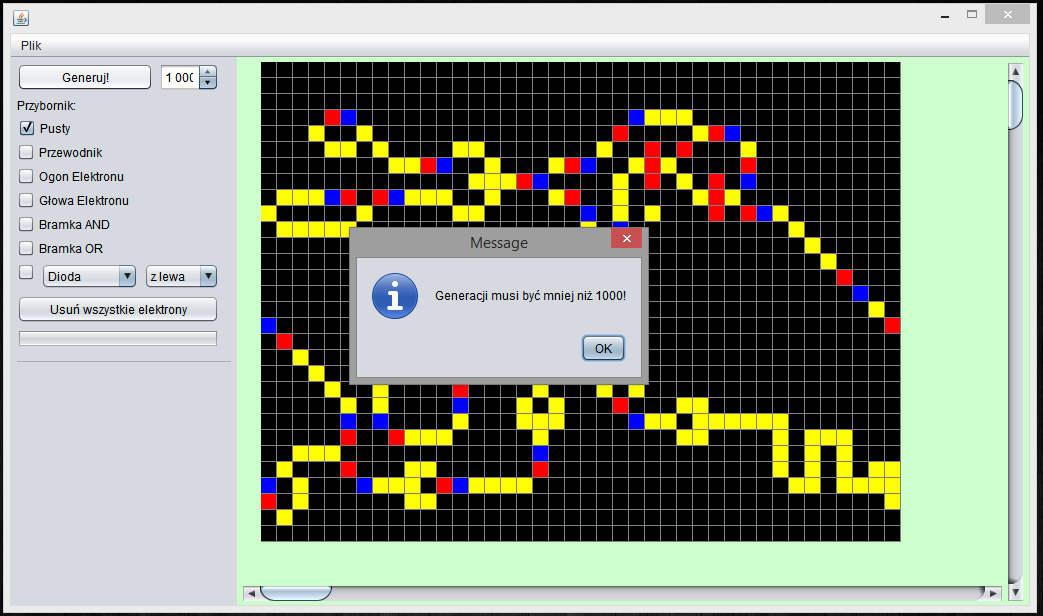 Plik
Generuj!
1 000
Przybornik:
Pusty
Przewodnik
Ogon Elektronu
Głowa Elektronu
Bramka AND
Bramka OR
Dioda
z lewa
Usuń wszystkie elektrony
Message
Generacji musi być mniej niż 1000!
OK